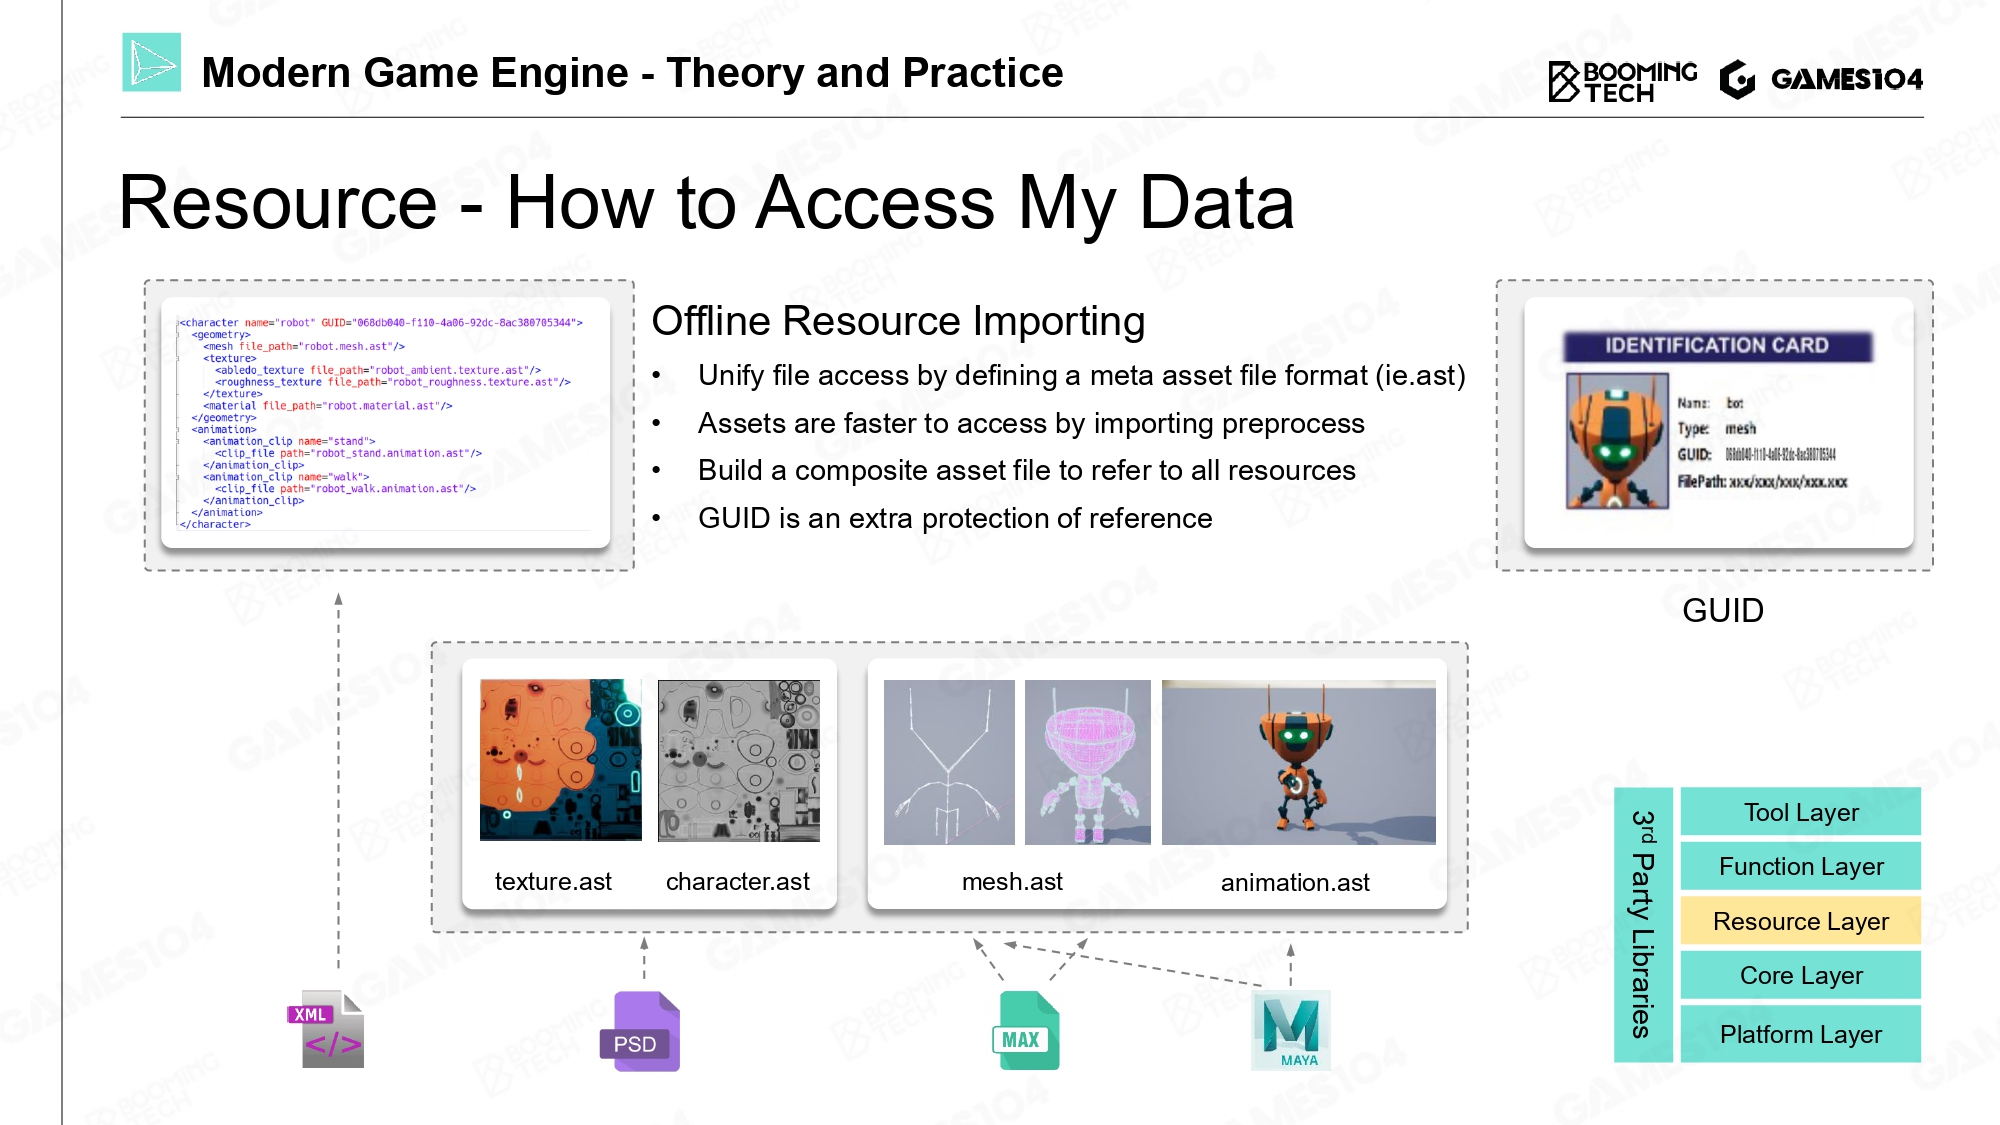 Modern Game Engine - Theory and Practice
BOOMING
TECH
GAMES104
Resource - How to Access My Data
<character name="robot" GUID="068db040-f110-4a06-92dc-8ac380705344">
<geometry>
<mesh file_path="robot.mesh.ast"/>
<texture>
<abledo_texture file_path="robot_ambient.texture.ast"/>
<roughness_texture file_path="robot_roughness.texture.ast"/>
</texture>
<material file_path="robot.material.ast"/>
</geometry>
<animation>
<animation_clip name="stand">
<clip_file path="robot_stand.animation.ast"/>
</animation_clip>
<animation_clip name="walk">
<clip_file path="robot_walk.animation.ast"/>
</animation_clip>
</animation>
</character>
Offline Resource Importing
• Unify file access by defining a meta asset file format (ie.ast)
• Assets are faster to access by importing preprocess
• Build a composite asset file to refer to all resources
• GUID is an extra protection of reference
IDENTIFICATION CARD
Name: bot
Type: mesh
GUID: 068db040-f110-4a06-92dc-8ac380705344
FilePath: xxx/xxx/xxx/xxx.xxx
GUID
texture.ast
character.ast
mesh.ast
animation.ast
XML
</>
PSD
MAX
MAYA
3rd Party Libraries
Tool Layer
Function Layer
Resource Layer
Core Layer
Platform Layer